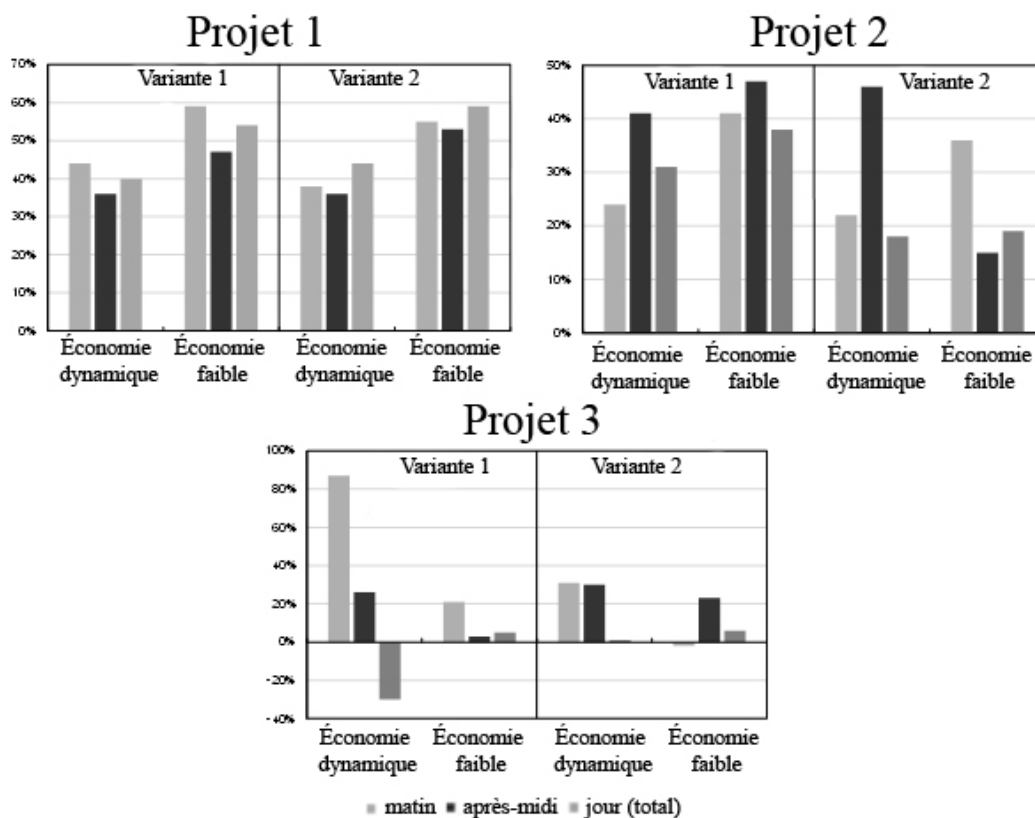 Projet 1
70%
60%
50%
40%
30%
20%
10%
0%
Variante 1
Variante 2
Économie dynamique
Économie faible
Économie dynamique
Économie faible
Projet 2
50%
40%
30%
20%
10%
0%
Variante 1
Variante 2
Économie dynamique
Économie faible
Économie dynamique
Économie faible
Projet 3
100%
80%
60%
40%
20%
0%
-20%
-40%
Variante 1
Variante 2
Économie dynamique
Économie faible
Économie dynamique
Économie faible
matin après-midi jour (total)